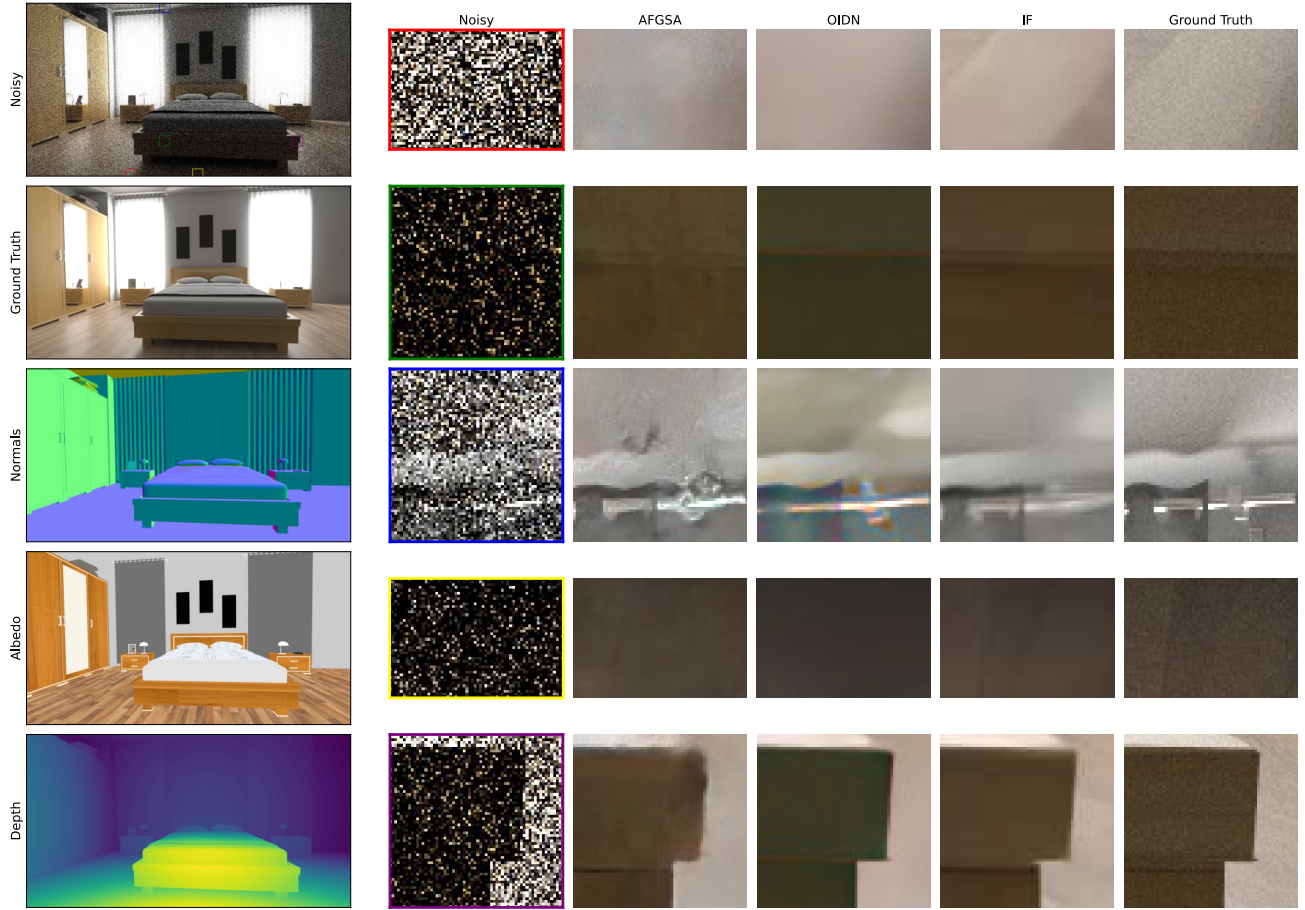 Noisy AFGSA OIDN IF Ground Truth
Noisy
Ground Truth
Normals
Albedo
Depth